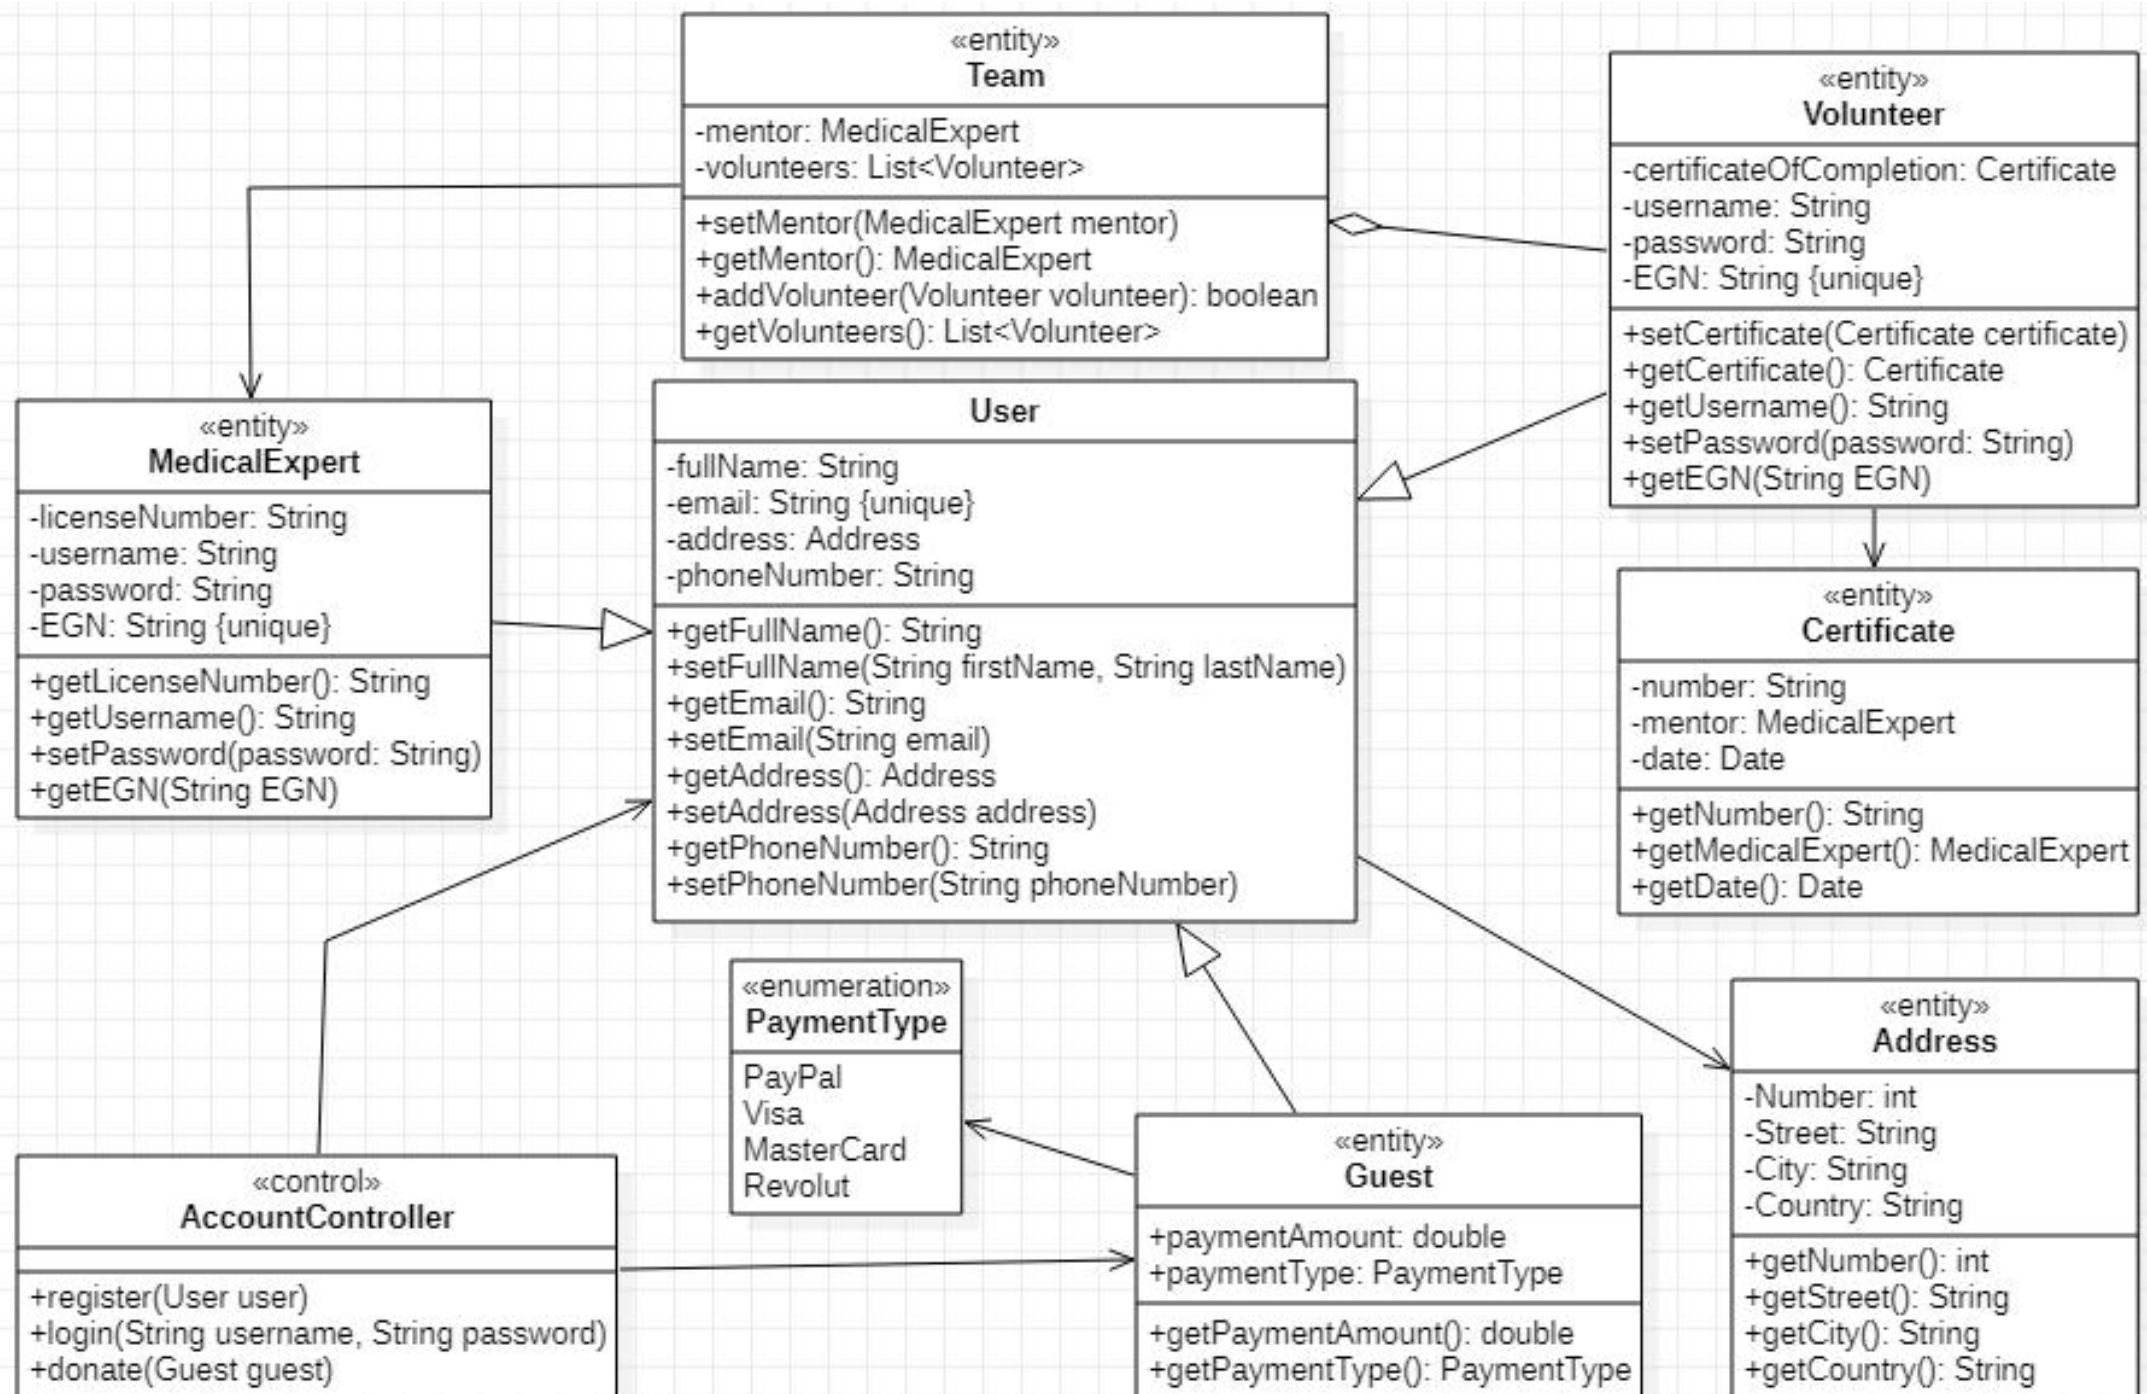 «entity»
Team
-mentor: MedicalExpert
-volunteers: List<Volunteer>
+setMentor(MedicalExpert mentor)
+getMentor(): MedicalExpert
+addVolunteer(Volunteer volunteer): boolean
+getVolunteers(): List<Volunteer>
«entity»
Volunteer
-certificateOfCompletion: Certificate
-username: String
-password: String
-EGN: String {unique}
+setCertificate(Certificate certificate)
+getCertificate(): Certificate
+getUsername(): String
+setPassword(password: String)
+getEGN(String EGN)
«entity»
MedicalExpert
-licenseNumber: String
-username: String
-password: String
-EGN: String {unique}
+getLicenseNumber(): String
+getUsername(): String
+setPassword(password: String)
+getEGN(String EGN)
User
-fullName: String
-email: String {unique}
-address: Address
-phoneNumber: String
+getFullName(): String
+setFullName(String firstName, String lastName)
+getEmail(): String
+setEmail(String email)
+getAddress(): Address
+setAddress(Address address)
+getPhoneNumber(): String
+setPhoneNumber(String phoneNumber)
«entity»
Certificate
-number: String
-mentor: MedicalExpert
-date: Date
+getNumber(): String
+getMedicalExpert(): MedicalExpert
+getDate(): Date
«enumeration»
PaymentType
PayPal
Visa
MasterCard
Revolut
«entity»
Address
-Number: int
-Street: String
-City: String
-Country: String
+getNumber(): int
+getStreet(): String
+getCity(): String
+getCountry(): String
«entity»
Guest
+paymentAmount: double
+paymentType: PaymentType
+getPaymentAmount(): double
+getPaymentType(): PaymentType
«control»
AccountController
+register(User user)
+login(String username, String password)
+donate(Guest guest)